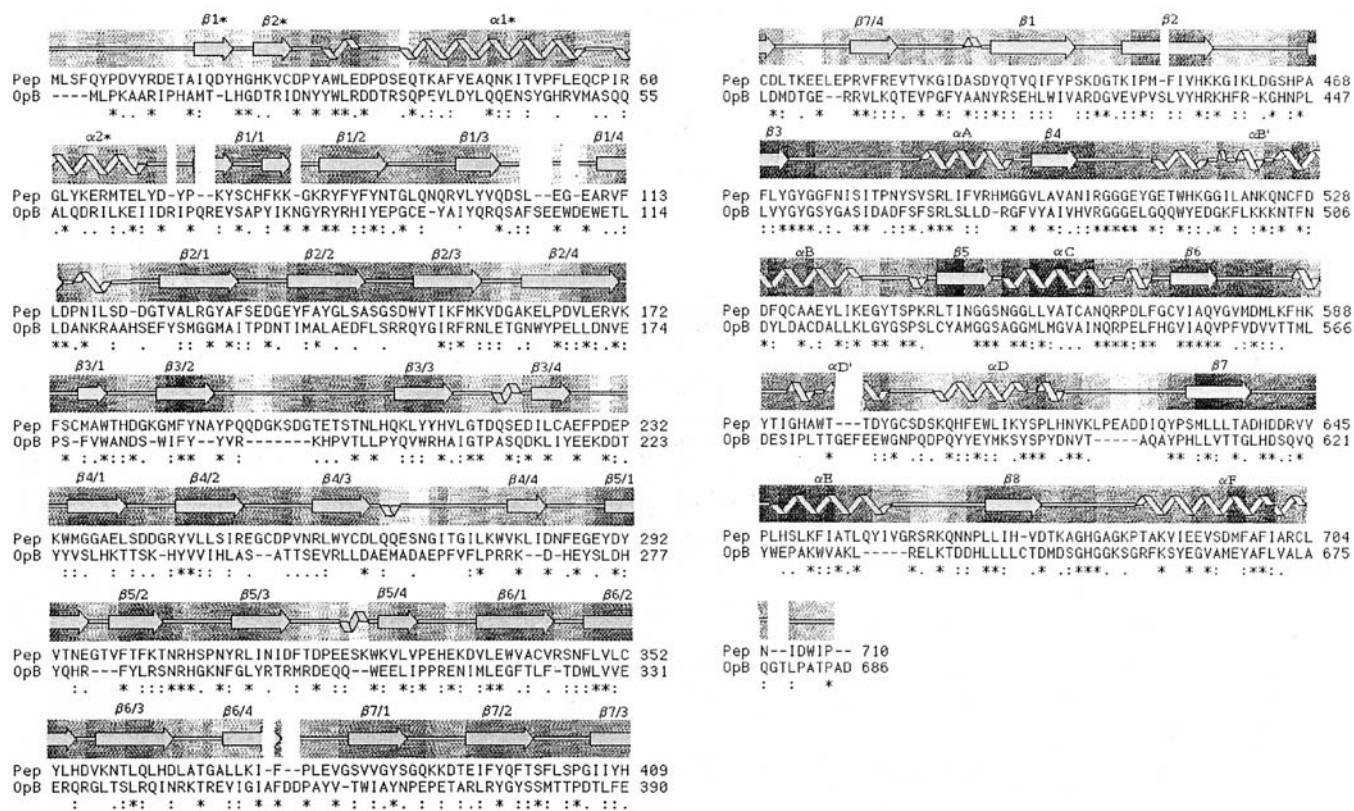 β1* β2* α1*
Pep MLSFQYPDVYRDETAIQDYHGHKVCDPYAWLEDPDSEQTKAFVEAQNKITVPFLEQCPIR 60
OpB ----MLPKAARIPHAMT-LHGDTRIDNYYWLRDDTRSQPEVLDYLQQENSYGHRVMASQQ 55
α2* β1/1 β1/2 β1/3 β1/4
Pep GLYKERMTELYD-YP--KYSCHFKK-GKRYFYFYNTGLQNQRVLYVQDSL--EG-EARVF 113
OpB ALQDRILKEIIDRIPQREVSAPYIKNGYRYRHIYEPGCE-YAIYQRQSAFSEEWDEWETL 114
β2/1 β2/2 β2/3 β2/4
Pep LDPNILSD-DGTVALRGYAFSEDGEYFAYGLSASGSDWVTIKFMKVDGAKELPDVLERVK 172
OpB LDANKRAAHSEFYSMGGMAITPDNTIMALAEDFLSRRQYGIRFRNLETGNWYPELLDNVE 174
β3/1 β3/2 β3/3 β3/4
Pep FSCMAWTHDGKGMFYNAYPQQDGKSDGTETSTNLHQKLYYHVLGTDQSEDILCAEFPDEP 232
OpB PS-FVWANDS-WIFY--YVR-------KHPVTLLPYQVWRHAIGTPASQDKLIYEEKDDT 223
β4/1 β4/2 β4/3 β4/4 β5/1
Pep KWMGGAELSDDGRYVLLSIREGCDPVNRLWYCDLQQESNGITGILKWVKLIDNFEGEYDY 292
OpB YYVSLHKTTSK-HYVVIHLAS--ATTSEVRLLDAEMADAEPFVFLPRRK--D-HEYSLDH 277
β5/2 β5/3 β5/4 β6/1 β6/2
Pep VTNEGTVFTFKTNRHSPNYRLINIDFTDPEESKWKVLVPEHEKDVLEWVACVRSNFLVLC 352
OpB YQHR---FYLRSNRHGKNFGLYRTRMRDEQQ--WEELIPPRENIMLEGFTLF-TDWLVVE 331
β6/3 β6/4 β7/1 β7/2 β7/3
Pep YLHDVKNTLQLHDLATGALLKI-F--PLEVGSVVGYSGQKKDTEIFYQFTSFLSPGIIYH 409
OpB ERQRGLTSLRQINRKTREVIGIAFDDPAYV-TWIAYNPEPETARLRYGYSSMTTPDTLFE 390
β7/4 β1 β2
Pep CDLTKEELEPRVFREVTVKGIDASDYQTVQIFYPSKDGTKIPM-FIVHKKGIKLDGSHPA 468
OpB LDMDTGE--RRVLKQTEVPGFYAANYRSEHLWIVARDGVEVPVSLVYHRKHFR-KGHNPL 447
β3 αA β4 αB'
Pep FLYGYGGFNISITPNYSVSRLIFVRHMGGVLAVANIRGGGEYGETWHKGGILANKQNCFD 528
OpB LVYGYGSYGASIDADFSFSRLSLLDR-GFVYAIVHVRGGGELGQQWYEDGKFLKKKNTFN 506
αB β5 αC β6
Pep DFQCAAEYLIKEGYTSPKRLTINGGSNGGLLVATCANQRPDLFGCVIAQVGVMDMLKFHK 588
OpB DYLDACDALLKLGYGSPSLCYAMGGSAGGMLMGVAINQRPELFHGVIAQVPFVDVVTTML 566
αD' αD β7
Pep YTIGHAWT---TDYGCSDSKQHFEWLIKYSPLHNVKLPEADDIQYPSMLLLTADHDDRVV 645
OpB DESIPLTTGEFEEWGNPQDPQYYEYMKSYSPYDNVT-----AQAYPHLLVTTGLHDSQVQ 621
αE β8 αF
Pep PLHSLKFIATLQYIVGRSRKQNNPLLIH-VDTKAGHGAGKPTAKVIEEVSDMFAFIARCL 704
OpB YWEPAKWVAKL-----RELKTDDHLLLLCTDMDSGHGGKSGRFKSYEGVAMEYAFLVALA 675
Pep N--IDWIP- 710
OpB QGTLPATPAD 686